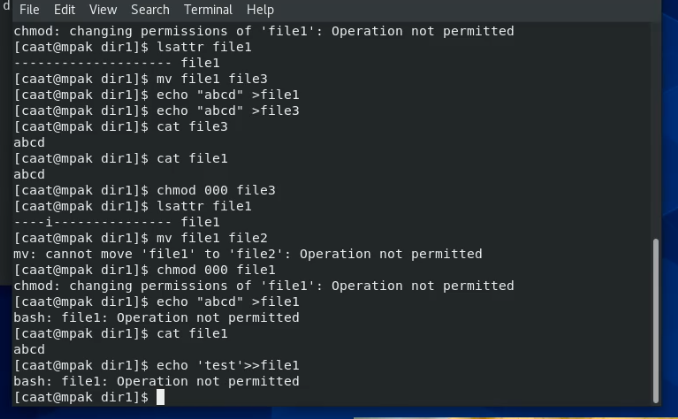 d
File Edit View Search Terminal Help
chmod: changing permissions of 'file1': Operation not permitted
[caat@mpak dir1]$ lsattr file1
-------------------- file1
[caat@mpak dir1]$ mv file1 file3
[caat@mpak dir1]$ echo "abcd" >file1
[caat@mpak dir1]$ echo "abcd" >file3
[caat@mpak dir1]$ cat file3
abcd
[caat@mpak dir1]$ cat file1
abcd
[caat@mpak dir1]$ chmod 000 file3
[caat@mpak dir1]$ lsattr file1
----i--------------- file1
[caat@mpak dir1]$ mv file1 file2
mv: cannot move 'file1' to 'file2': Operation not permitted
[caat@mpak dir1]$ chmod 000 file1
chmod: changing permissions of 'file1': Operation not permitted
[caat@mpak dir1]$ echo "abcd" >file1
bash: file1: Operation not permitted
[caat@mpak dir1]$ cat file1
abcd
[caat@mpak dir1]$ echo 'test'>>file1
bash: file1: Operation not permitted
[caat@mpak dir1]$